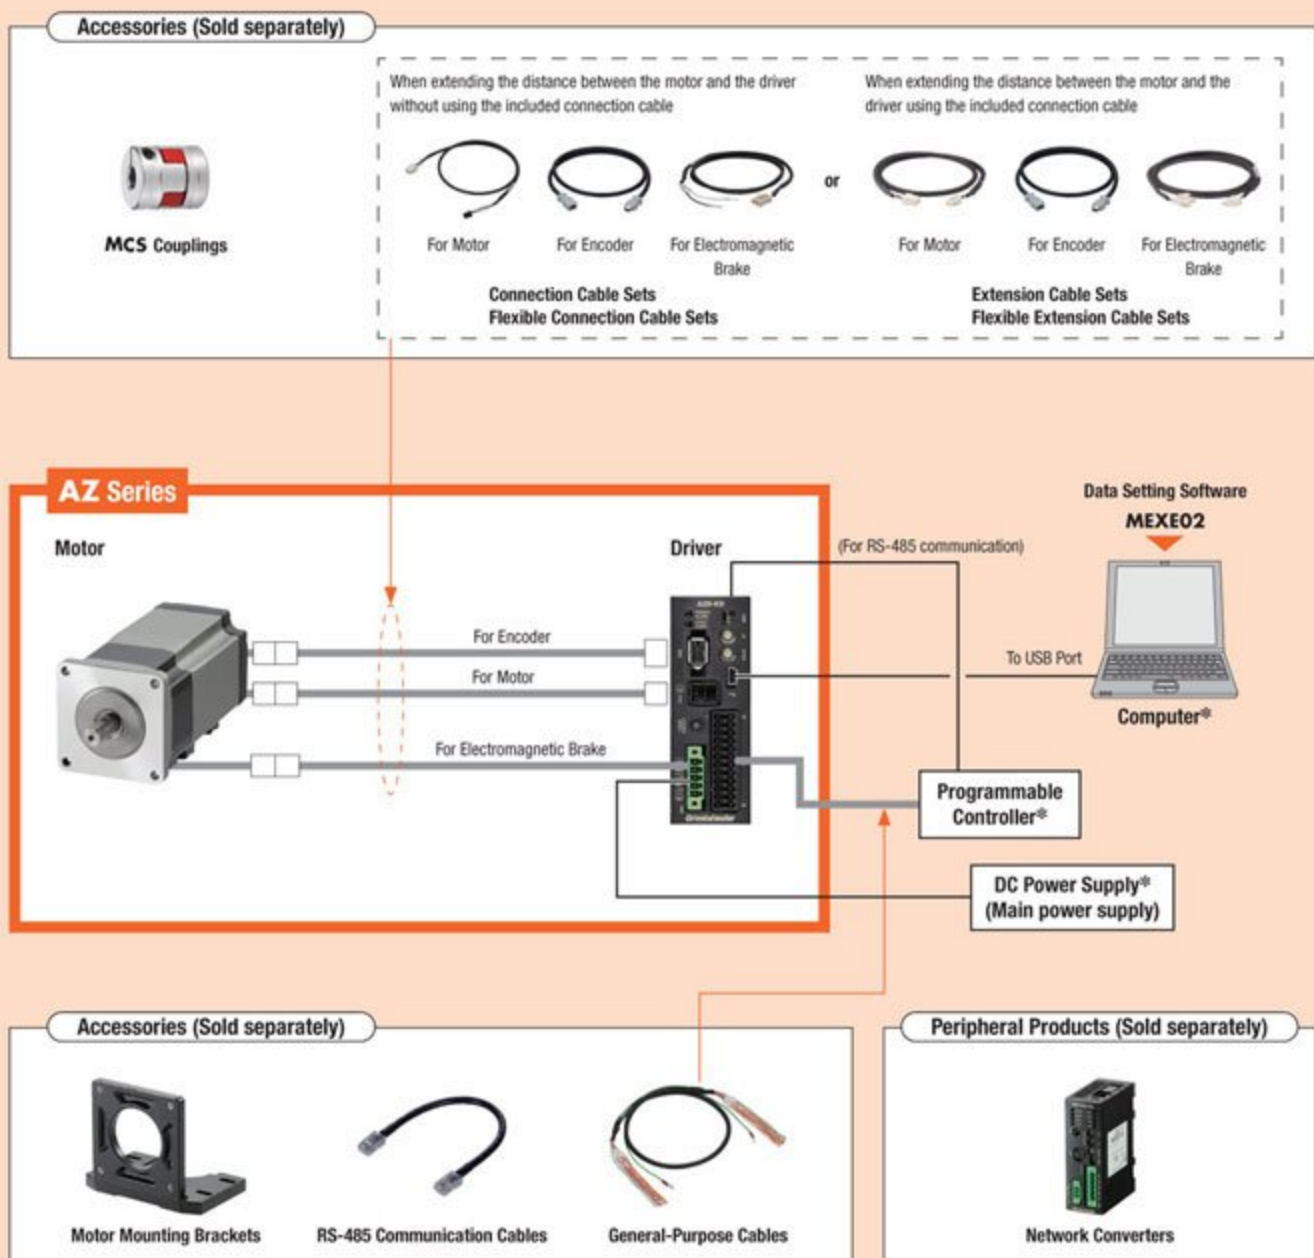 Accessories (Sold separately)
When extending the distance between the motor and the driver
without using the included connection cable
When extending the distance between the motor and the
driver using the included connection cable
or
MCS Couplings
For Motor
For Encoder
For Electromagnetic
Brake
For Motor
For Encoder
For Electromagnetic
Brake
Connection Cable Sets
Flexible Connection Cable Sets
Extension Cable Sets
Flexible Extension Cable Sets
AZ Series
Motor
Driver
(For RS-485 communication)
Data Setting Software
MEXE02
For Encoder
For Motor
For Electromagnetic Brake
To USB Port
Computer*
Programmable
Controller*
DC Power Supply*
(Main power supply)
Accessories (Sold separately)
Peripheral Products (Sold separately)
Motor Mounting Brackets
RS-485 Communication Cables
General-Purpose Cables
Network Converters